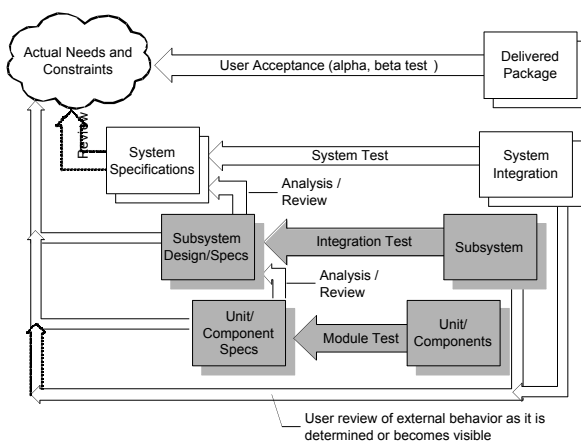 Actual Needs and
Constraints
User Acceptance (alpha, beta test )
Delivered
Package
Review
System
Specifications
System Test
System
Integration
Analysis /
Review
Subsystem
Design/Specs
Integration Test
Subsystem
Analysis /
Review
Unit/
Component
Specs
Module Test
Unit/
Components
User review of external behavior as it is
determined or becomes visible